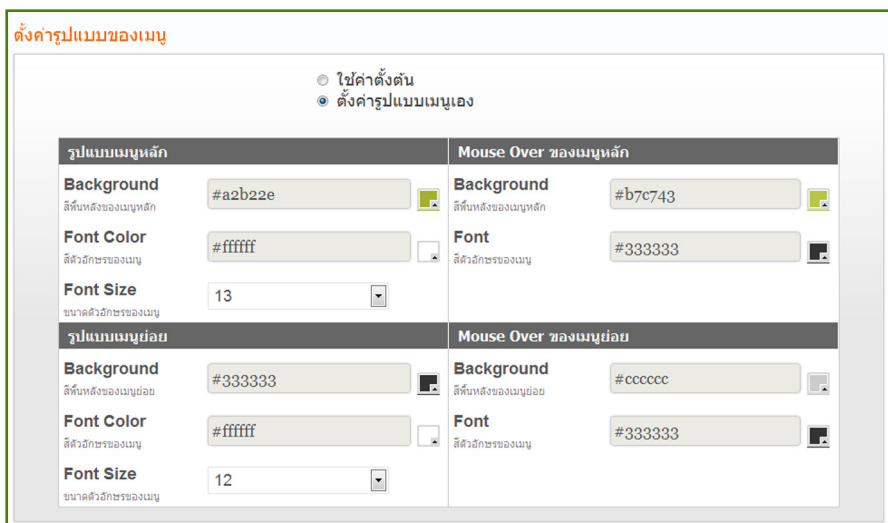 ตั้งค่ารูปแบบของเมนู
ใช้ค่าตั้งต้น
ตั้งค่ารูปแบบเมนูเอง
รูปแบบเมนูหลัก
Background
สีพื้นหลังของเมนูหลัก
#a2b22e
Font Color
สีตัวอักษรของเมนู
#ffffff
Font Size
ขนาดตัวอักษรของเมนู
13
Mouse Over ของเมนูหลัก
Background
สีพื้นหลังของเมนูหลัก
#b7c743
Font
สีตัวอักษรของเมนู
#333333
รูปแบบเมนูย่อย
Background
สีพื้นหลังของเมนูย่อย
#333333
Font Color
สีตัวอักษรของเมนู
#ffffff
Font Size
ขนาดตัวอักษรของเมนู
12
Mouse Over ของเมนูย่อย
Background
สีพื้นหลังของเมนูย่อย
#cccccc
Font
สีตัวอักษรของเมนู
#333333